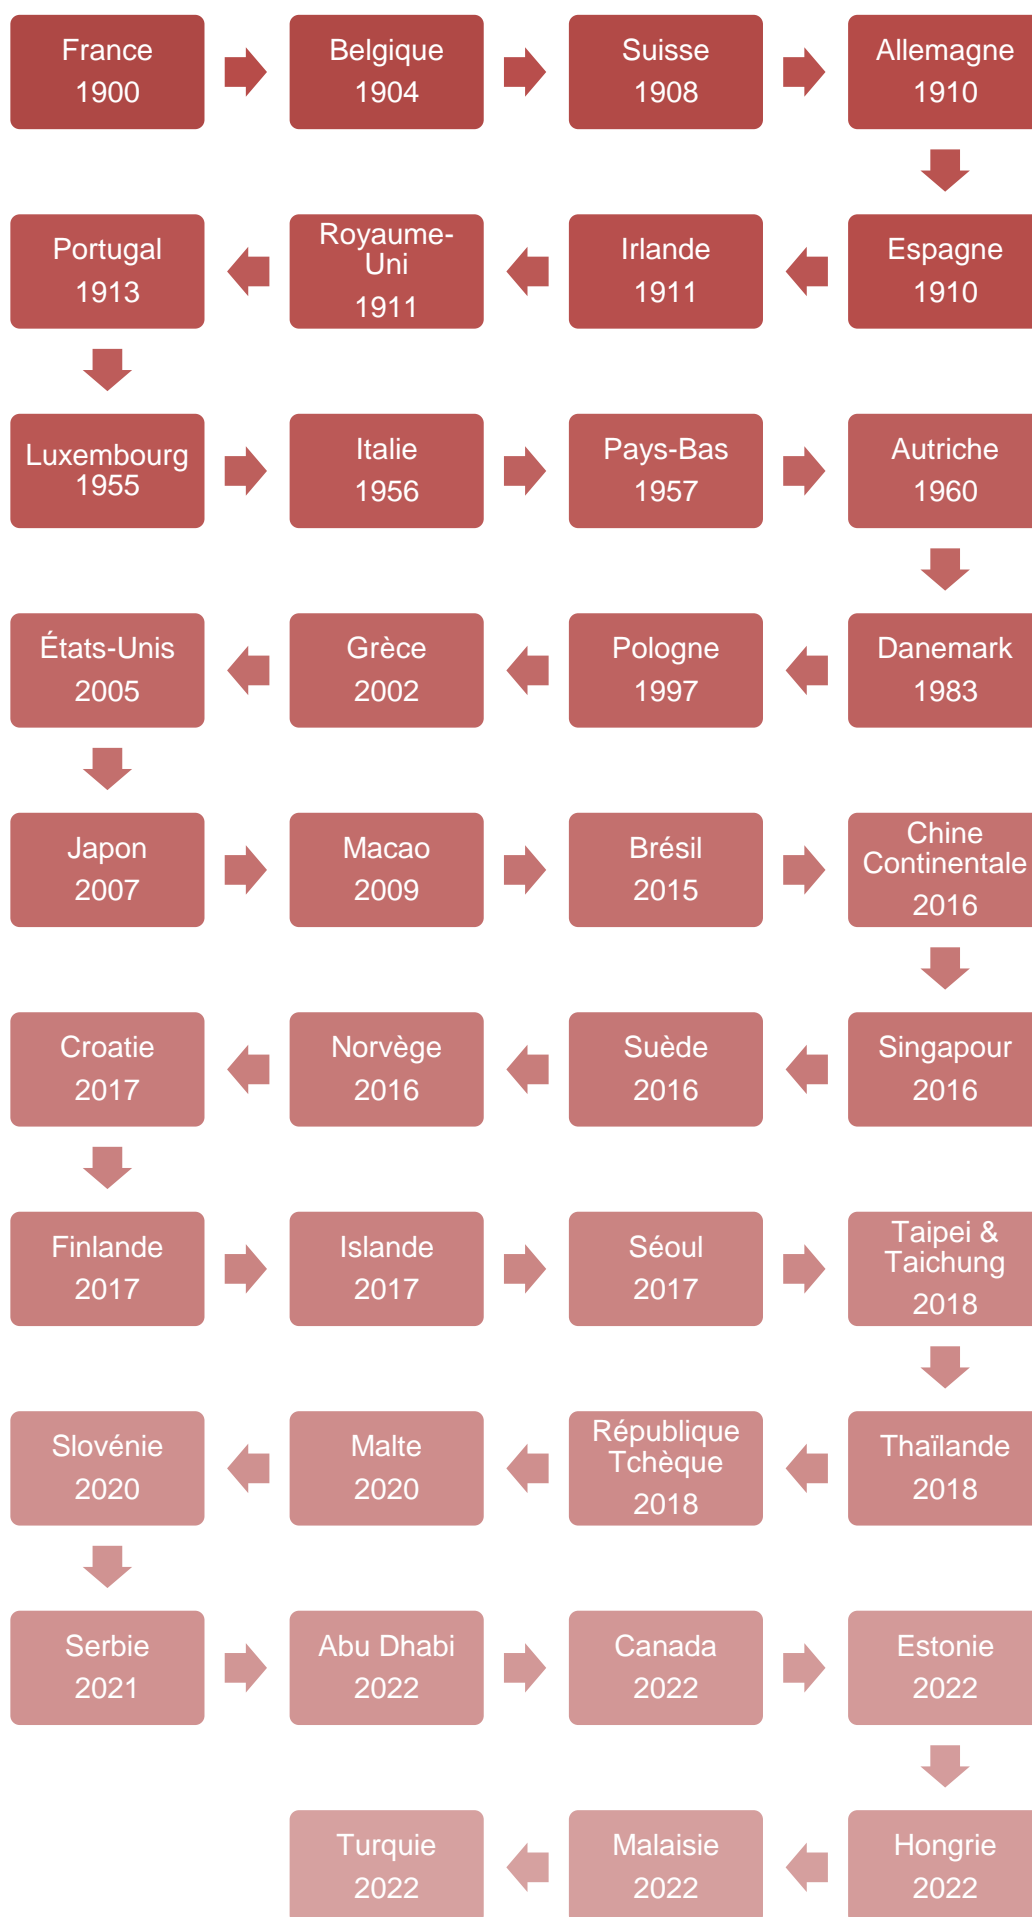 France
1900
Belgique
1904
Suisse
1908
Allemagne
1910
Espagne
1910
Irlande
1911
Royaume-
Uni
1911
Portugal
1913
Luxembourg
1955
Italie
1956
Pays-Bas
1957
Autriche
1960
Danemark
1983
Pologne
1997
Grèce
2002
États-Unis
2005
Japon
2007
Macao
2009
Brésil
2015
Chine
Continentale
2016
Singapour
2016
Suède
2016
Norvège
2016
Croatie
2017
Finlande
2017
Islande
2017
Séoul
2017
Taipei &
Taichung
2018
Thaïlande
2018
République
Tchèque
2018
Malte
2020
Slovénie
2020
Serbie
2021
Abu Dhabi
2022
Canada
2022
Estonie
2022
Hongrie
2022
Malaisie
2022
Turquie
2022